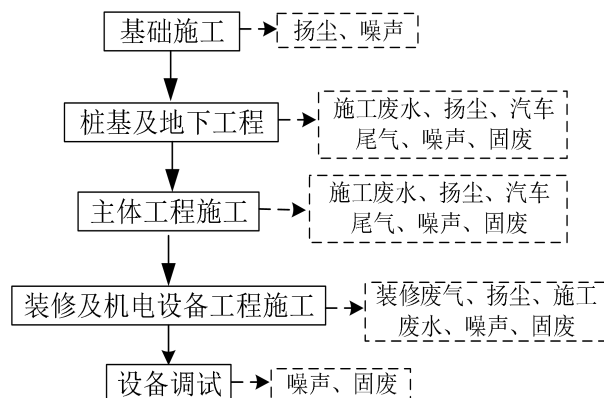 基础施工
扬尘、噪声
桩基及地下工程
施工废水、扬尘、汽车
尾气、噪声、固废
主体工程施工
施工废水、扬尘、汽车
尾气、噪声、固废
装修及机电设备工程施工
装修废气、扬尘、施工
废水、噪声、固废
设备调试
噪声、固废